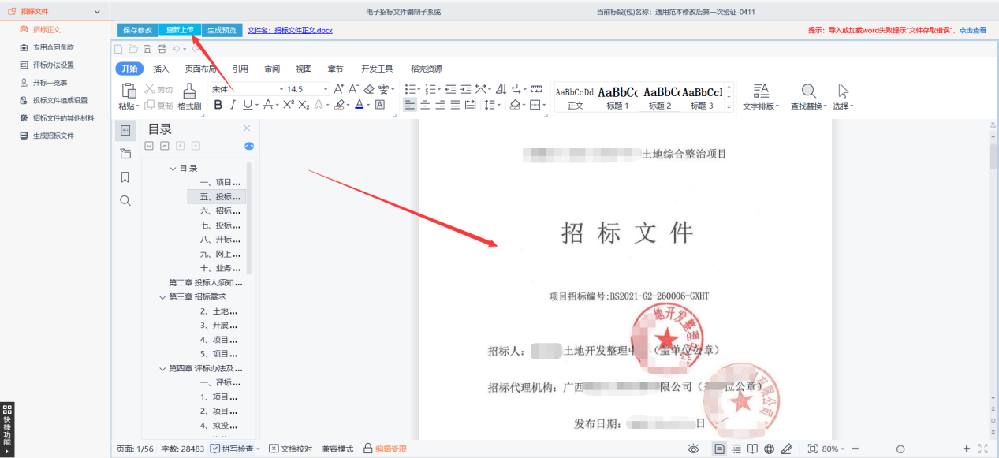 招标文件
电子招标文件编制子系统
当前标段(包)名称：通用范本修改后第一次验证-0411
招标正文
专用合同条款
评标办法设置
开标一览表
投标文件组成设置
招标文件的其他材料
生成招标文件
保存修改 重新上传 生成预览 文件名：招标文件正文.docx
提示：导入或加载word失败提示"文件存取错误"，点击查看
开始 插入 页面布局 引用 审阅 视图 章节 开发工具 稻壳资源
粘贴 剪切 复制 格式刷
宋体 14.5
B I U A X² X₂ A A A
AaBbCcDd AaBbCc AaBbCc AaBbCcI
正文 标题 1 标题 2 标题 3
文字排版 查找替换 选择
目录
目录
一、项目...
五、投标...
六、招标...
七、投标...
八、开标...
九、网上...
十、业务...
第二章 投标人须知...
第三章 招标需求
2、土地...
3、开展...
4、项目...
5、项目...
第四章 评标办法及...
一、评标...
1、项目...
2、项目...
4、拟投...
土地综合整治项目
招标文件
项目招标编号:BS2021-G2-260006-GXHT
招标人：土地开发整理中（盖单位公章）
招标代理机构：广西 限公司（ 位公章）
发布日期： 日
地开发整理中心
有限公司
快捷功能
页面: 1/56 字数: 28483 拼写检查 文档校对 兼容模式 编辑受限
80%